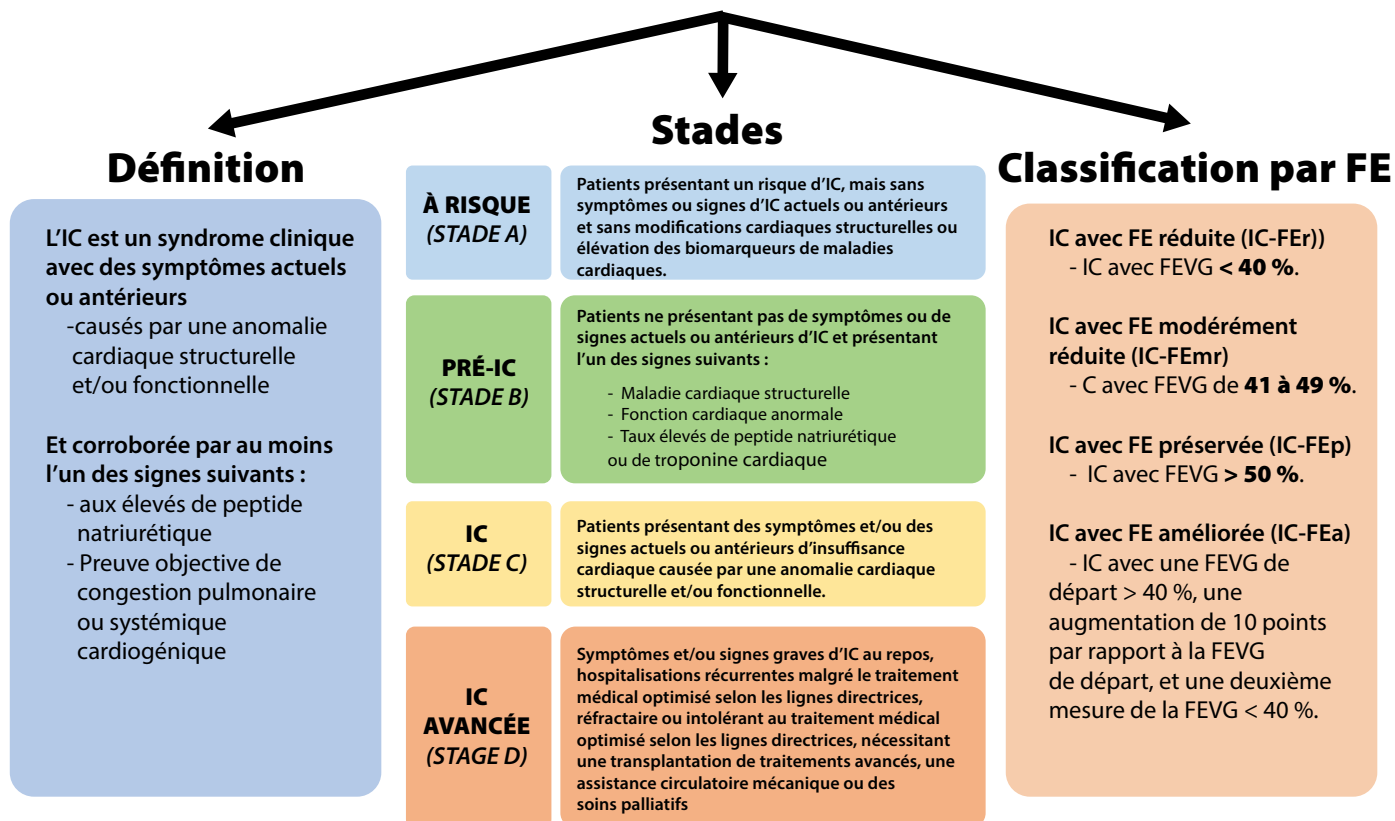 Définition
L’IC est un syndrome clinique
avec des symptômes actuels
ou antérieurs
-causés par une anomalie
cardiaque structurelle
et/ou fonctionnelle
Et corroborée par au moins
l’un des signes suivants :
- aux élevés de peptide
natriurétique
- Preuve objective de
congestion pulmonaire
ou systémique
cardiogénique
Stades
À RISQUE
(STADE A)
Patients présentant un risque d’IC, mais sans
symptômes ou signes d’IC actuels ou antérieurs
et sans modifications cardiaques structurelles ou
élévation des biomarqueurs de maladies
cardiaques.
PRÉ-IC
(STADE B)
Patients ne présentant pas de symptômes ou de
signes actuels ou antérieurs d’IC et présentant
l’un des signes suivants :
- Maladie cardiaque structurelle
- Fonction cardiaque anormale
- Taux élevés de peptide natriurétique
ou de troponine cardiaque
IC
(STADE C)
Patients présentant des symptômes et/ou des
signes actuels ou antérieurs d’insuffisance
cardiaque causée par une anomalie cardiaque
structurelle et/ou fonctionnelle.
IC
AVANCÉE
(STAGE D)
Symptômes et/ou signes graves d’IC au repos,
hospitalisations récurrentes malgré le traitement
médical optimisé selon les lignes directrices,
réfractaire ou intolérant au traitement médical
optimisé selon les lignes directrices, nécessitant
une transplantation de traitements avancés, une
assistance circulatoire mécanique ou des
soins palliatifs
Classification par FE
IC avec FE réduite (IC-FEr))
- IC avec FEVG < 40 %.
IC avec FE modérément
réduite (IC-FEmr)
- C avec FEVG de 41 à 49 %.
IC avec FE préservée (IC-FEp)
- IC avec FEVG > 50 %.
IC avec FE améliorée (IC-FEa)
- IC avec une FEVG de
départ > 40 %, une
augmentation de 10 points
par rapport à la FEVG
de départ, et une deuxième
mesure de la FEVG < 40 %.